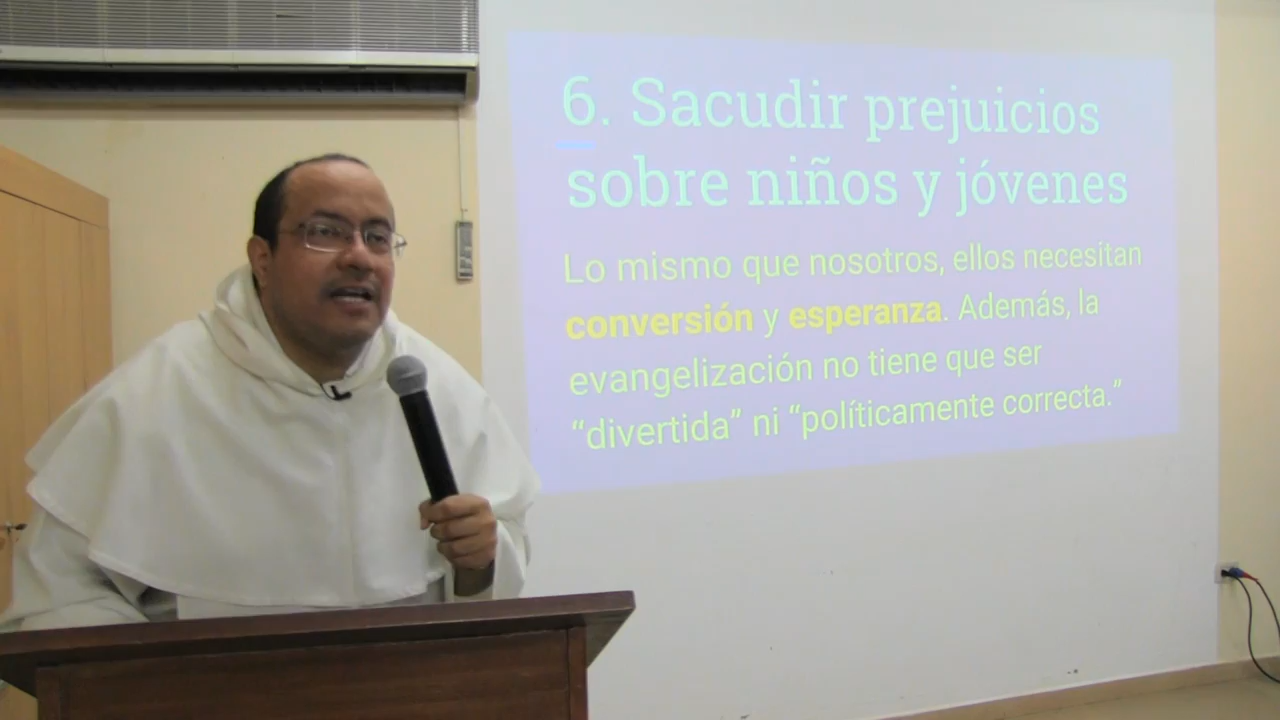 6. Sacudir prejuicios
sobre niños y jóvenes
Lo mismo que nosotros, ellos necesitan
conversión y esperanza. Además, la
evangelización no tiene que ser
“divertida” ni “políticamente correcta.”